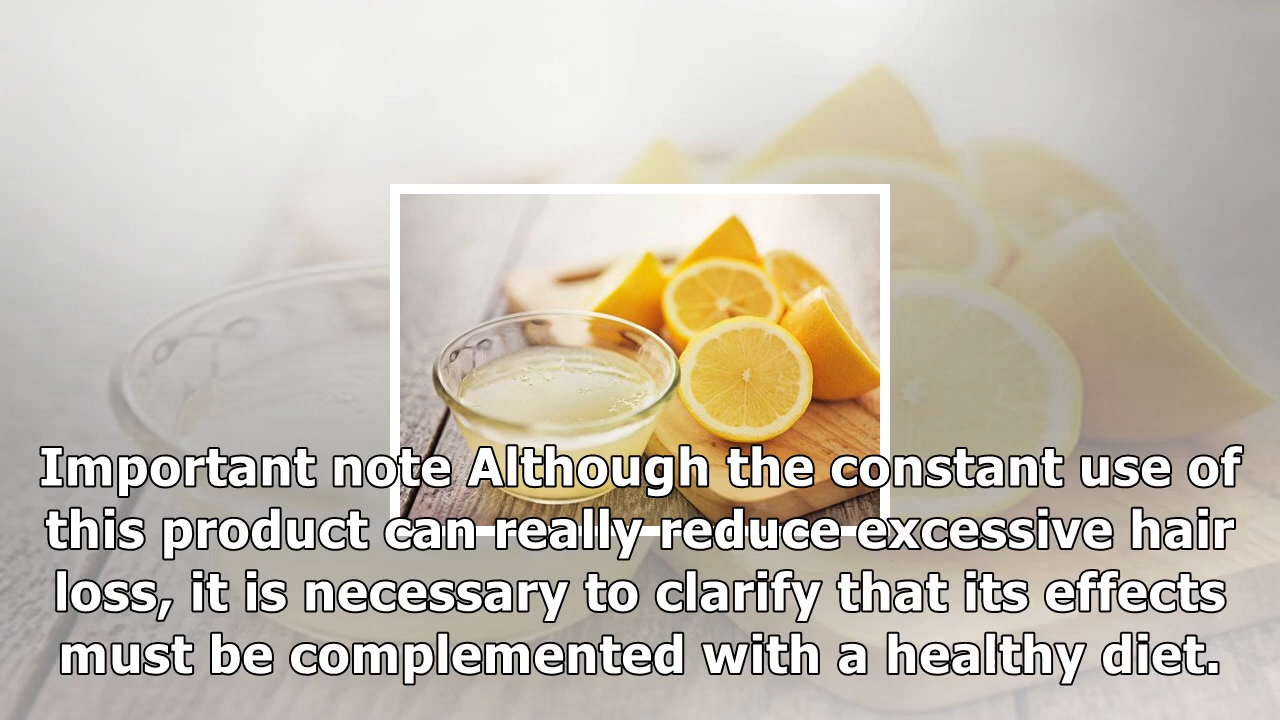 Important note Although the constant use of
this product can really reduce excessive hair
loss, it is necessary to clarify that its effects
must be complemented with a healthy diet.